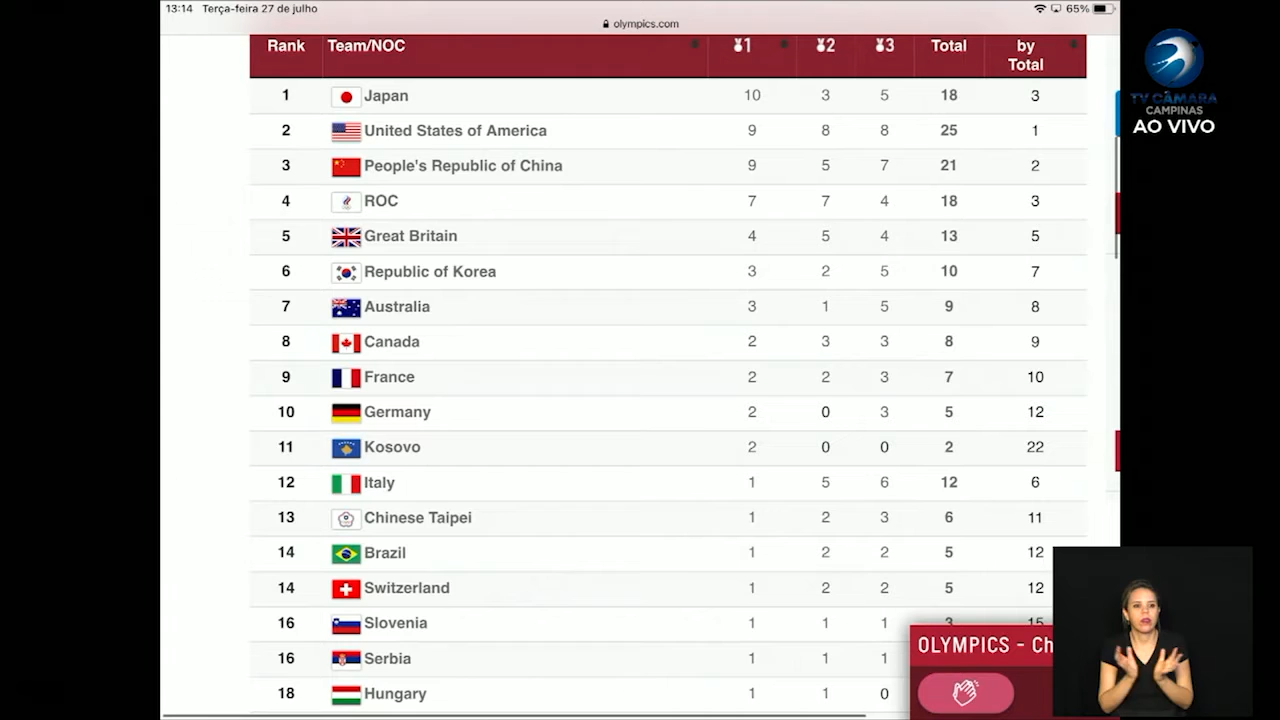 13:14 Terça-feira 27 de julho
65%
olympics.com
Rank Team/NOC 1 2 3 Total by Total
1 Japan 10 3 5 18 3
2 United States of America 9 8 8 25 1
3 People's Republic of China 9 5 7 21 2
4 ROC 7 7 4 18 3
5 Great Britain 4 5 4 13 5
6 Republic of Korea 3 2 5 10 7
7 Australia 3 1 5 9 8
8 Canada 2 3 3 8 9
9 France 2 2 3 7 10
10 Germany 2 0 3 5 12
11 Kosovo 2 0 0 2 22
12 Italy 1 5 6 12 6
13 Chinese Taipei 1 2 3 6 11
14 Brazil 1 2 2 5 12
14 Switzerland 1 2 2 5 12
16 Slovenia 1 1 1 3 15
16 Serbia 1 1 1
18 Hungary 1 1 0
OLYMPICS - Ch
TV CÂMARA
CAMPINAS
AO VIVO